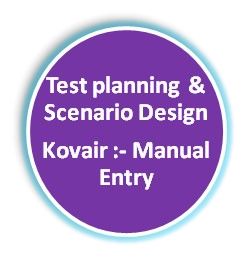 Test planning &
Scenario Design
Kovair :- Manual
Entry